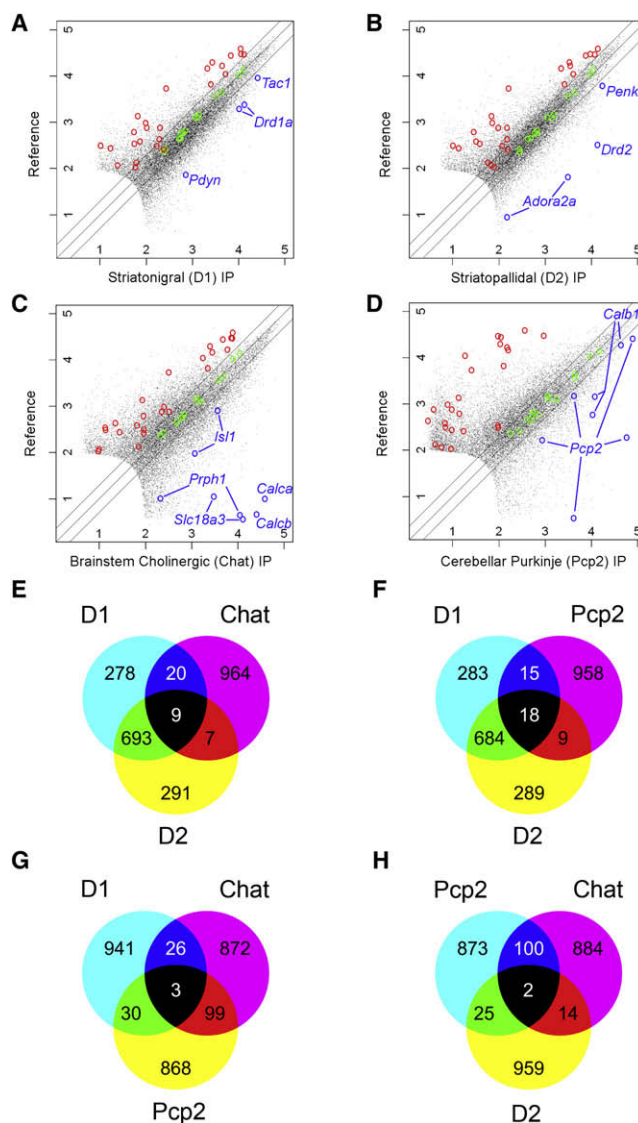 A
5
4
3
2
1
Reference
Tac1
Drd1a
Pdyn
1 2 3 4 5
Striatonigral (D1) IP
B
5
4
3
2
1
Reference
Penk
Drd2
Adora2a
1 2 3 4 5
Striatopallidal (D2) IP
C
5
4
3
2
1
Reference
Isl1
Prph1
Calca
Slc18a3
Calcb
1 2 3 4 5
Brainstem Cholinergic (Chat) IP
D
5
4
3
2
1
Reference
Calb1
Pcp2
1 2 3 4 5
Cerebellar Purkinje (Pcp2) IP
E
D1
Chat
278
20
964
9
693
7
291
D2
F
D1
Pcp2
283
15
958
18
684
9
289
D2
G
D1
Chat
941
26
872
3
30
99
868
Pcp2
H
Pcp2
Chat
873
100
884
2
25
14
959
D2